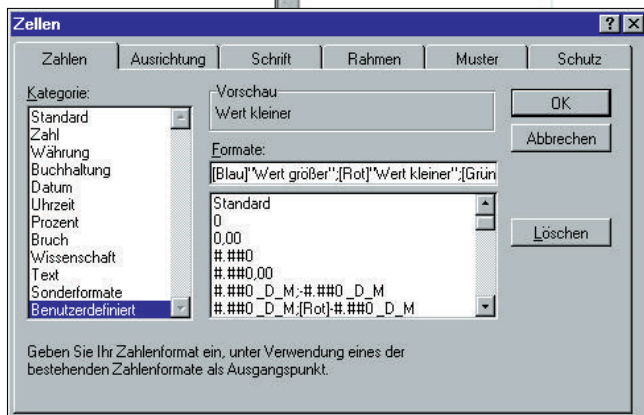 Zellen
Zahlen Ausrichtung Schrift Rahmen Muster Schutz
Kategorie:
Standard
Zahl
Währung
Buchhaltung
Datum
Uhrzeit
Prozent
Bruch
Wissenschaft
Text
Sonderformate
Benutzerdefiniert
Vorschau
Wert kleiner
Formate:
[Blau]"Wert größer";[Rot]"Wert kleiner";[Grün
Standard
0
0,00
#.##0
#.##0,00
#.##0 _D_M;-#.##0 _D_M
#.##0 _D_M;[Rot]-#.##0 _D_M
OK
Abbrechen
Löschen
Geben Sie Ihr Zahlenformat ein, unter Verwendung eines der
bestehenden Zahlenformate als Ausgangspunkt.